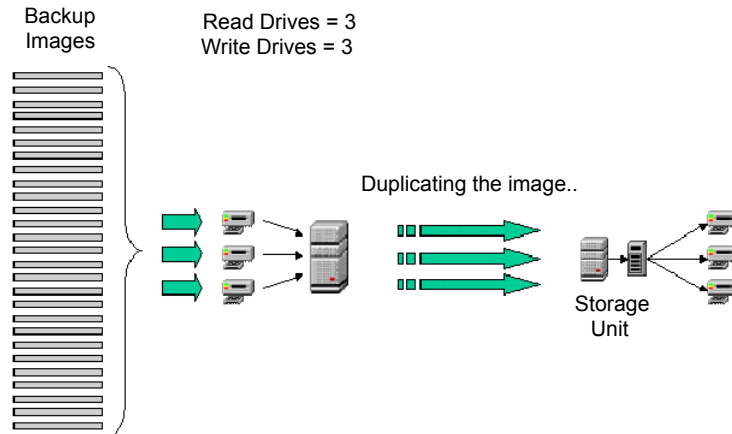 Backup
Images
Read Drives = 3
Write Drives = 3
Duplicating the image..
Storage
Unit